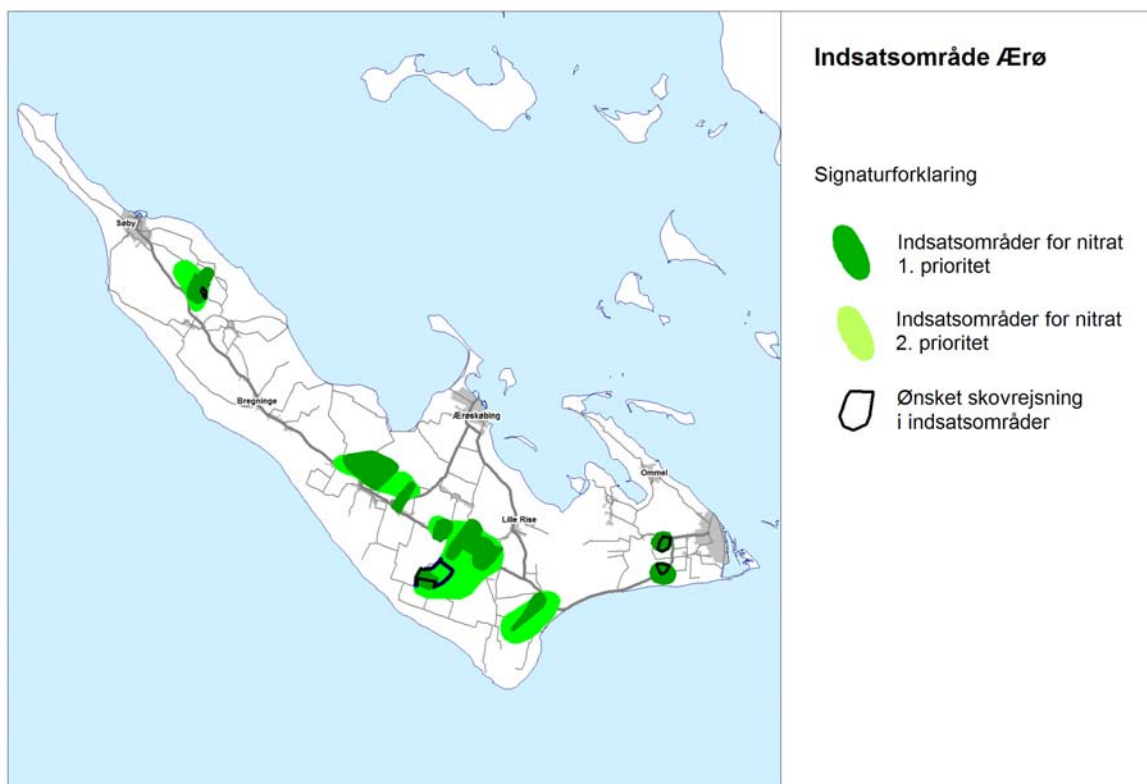 Indsatsområde Ærø
Signaturforklaring
Indsatsområder for nitrat
1. prioritet
Indsatsområder for nitrat
2. prioritet
Ønsket skovrejsning
i indsatsområder
Søby
Bregninge
Ærøskøbing
Ommel
Lille Rise